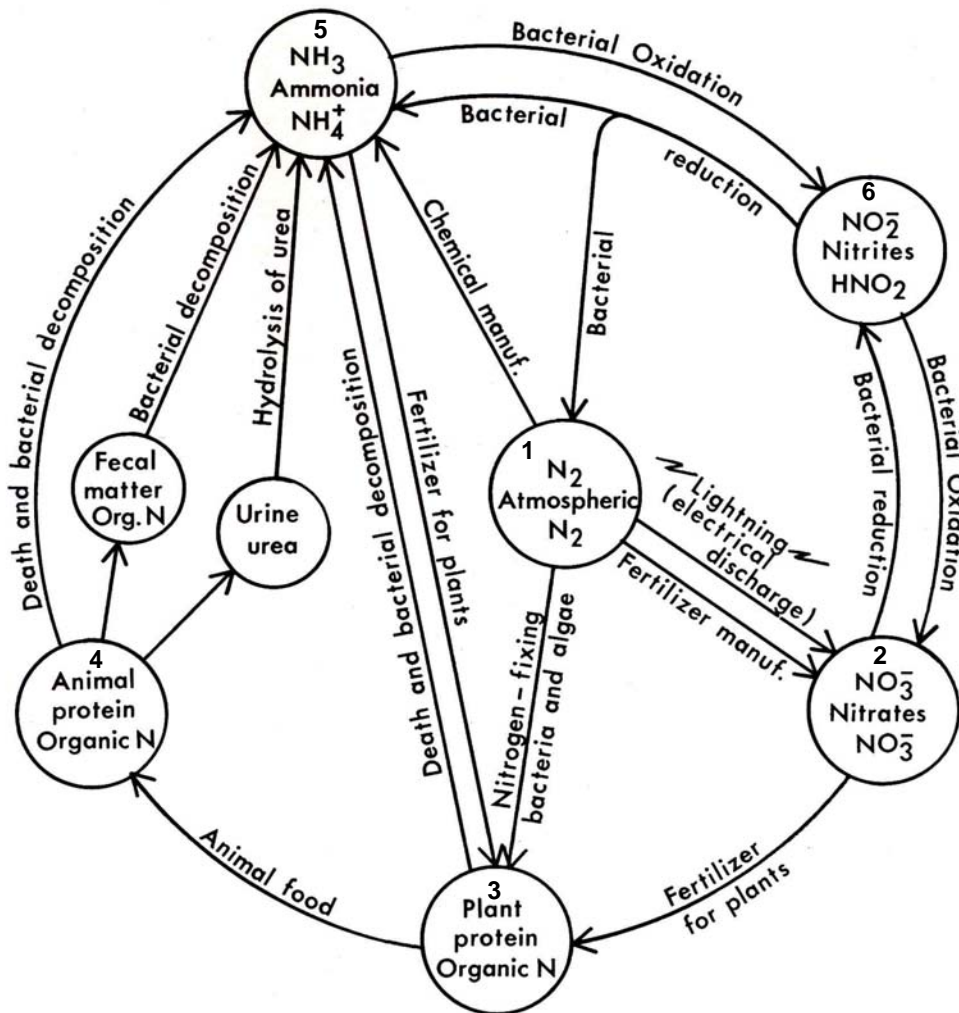 5
NH3
Ammonia
NH4+
Bacterial Oxidation
Bacterial
reduction
6
NO2-
Nitrites
HNO2
Death and bacterial decomposition
Bacterial decomposition
Hydrolysis of urea
Chemical manuf.
Bacterial
Death and bacterial decomposition
Fertilizer for plants
Bacterial reduction
Bacterial Oxidation
Fecal
matter
Org. N
Urine
urea
1
N2
Atmospheric
N2
Lightning
(electrical
discharge)
Fertilizer manuf.
4
Animal
protein
Organic N
Nitrogen-fixing
bacteria and algae
2
NO3-
Nitrates
NO3-
Animal food
3
Plant
protein
Organic N
Fertilizer
for plants